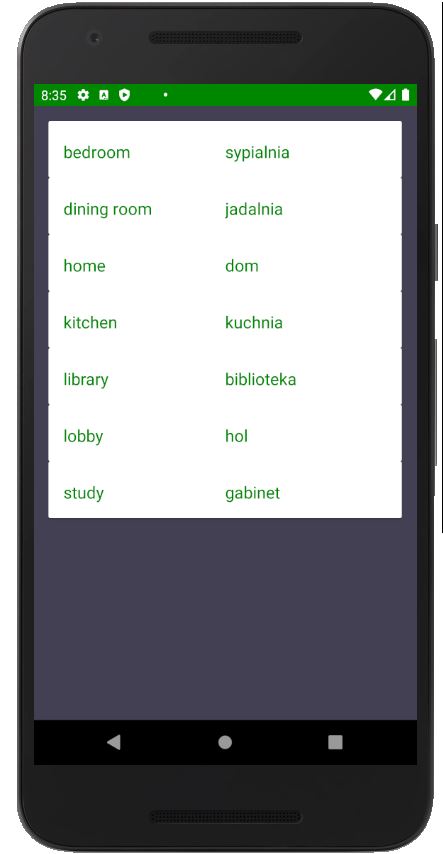 8:35
bedroom sypialnia
dining room jadalnia
home dom
kitchen kuchnia
library biblioteka
lobby hol
study gabinet